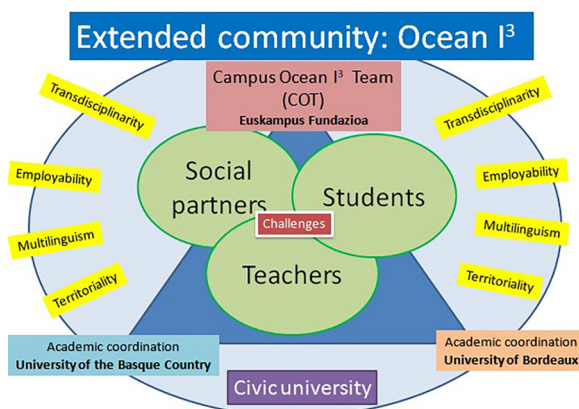 Extended community: Ocean I³
Campus Ocean I³ Team
(COT)
Euskampus Fundazioa
Transdisciplinarity
Employability
Multilinguism
Territoriality
Transdisciplinarity
Employability
Multilinguism
Territoriality
Social
partners
Students
Challenges
Teachers
Academic coordination
University of the Basque Country
Academic coordination
University of Bordeaux
Civic university